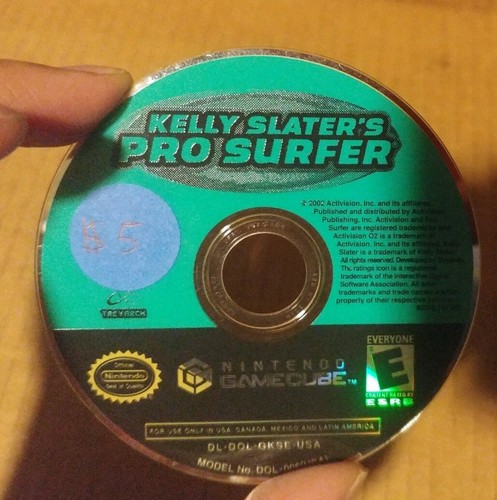 KELLY SLATER'S
PRO SURFER
© 2002 Activision, Inc. and its affiliates.
Published and distributed by Activision
Publishing, Inc. Activision and Pro
Surfer are registered trademarks and
Activision O2 is a trademark of
Activision, Inc. and its affiliates. Kelly
Slater is a trademark of Kelly Slater.
All rights reserved. Developed by Treyarch.
The ratings icon is a registered
trademark of the Interactive Digital
Software Association. All other
trademarks and trade names are the
property of their respective
$5
TREYARCH
Official
Nintendo
Seal of Quality
NINTENDO
GAMECUBE™
EVERYONE
E
CONTENT RATED BY
ESRB
FOR USE ONLY IN USA, CANADA, MEXICO AND LATIN AMERICA
DL-DOL-GKSE-USA
MODEL No. DOL-006